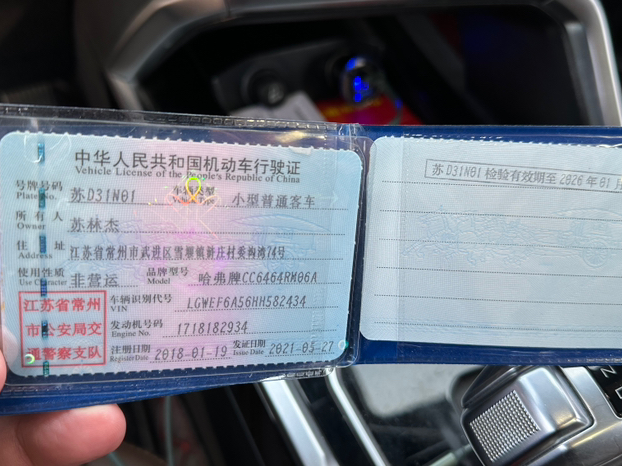 中华人民共和国机动车行驶证
Vehicle License of the People's Republic of China
号牌号码 Plate No. 苏D31N01 车辆类型 小型普通客车
所有人 Owner 苏林杰
住址 Address 江苏省常州市武进区雪堰镇 村 沟湾74号
使用性质 Use Character 非营运 品牌型号 Model 哈弗牌CC6464RM06A
江苏省常州市公安局交 警察支队
车辆识别代号 VIN LGWEF6A56HH582434
发动机号码 Engine No. 1718182934
注册日期 Register Date 2018-01-19 发证日期 Issue Date 2021-05-27
苏D31N01 检验有效期至 2026年01